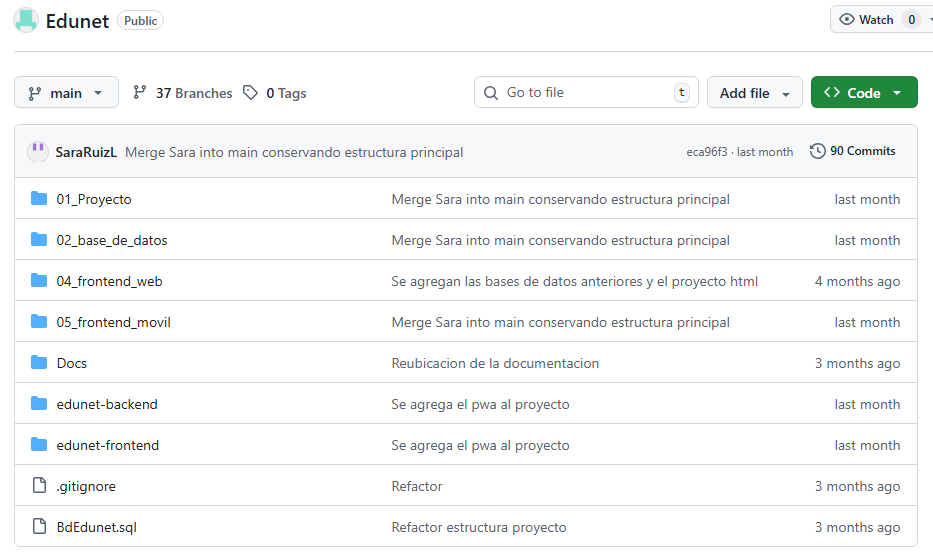 Edunet Public Watch 0
main 37 Branches 0 Tags Go to file t Add file Code
SaraRuizL Merge Sara into main conservando estructura principal eca96f3 · last month 90 Commits
01_Proyecto Merge Sara into main conservando estructura principal last month
02_base_de_datos Merge Sara into main conservando estructura principal last month
04_frontend_web Se agregan las bases de datos anteriores y el proyecto html 4 months ago
05_frontend_movil Merge Sara into main conservando estructura principal last month
Docs Reubicacion de la documentacion 3 months ago
edunet-backend Se agrega el pwa al proyecto last month
edunet-frontend Se agrega el pwa al proyecto last month
.gitignore Refactor 3 months ago
BdEdunet.sql Refactor estructura proyecto 3 months ago